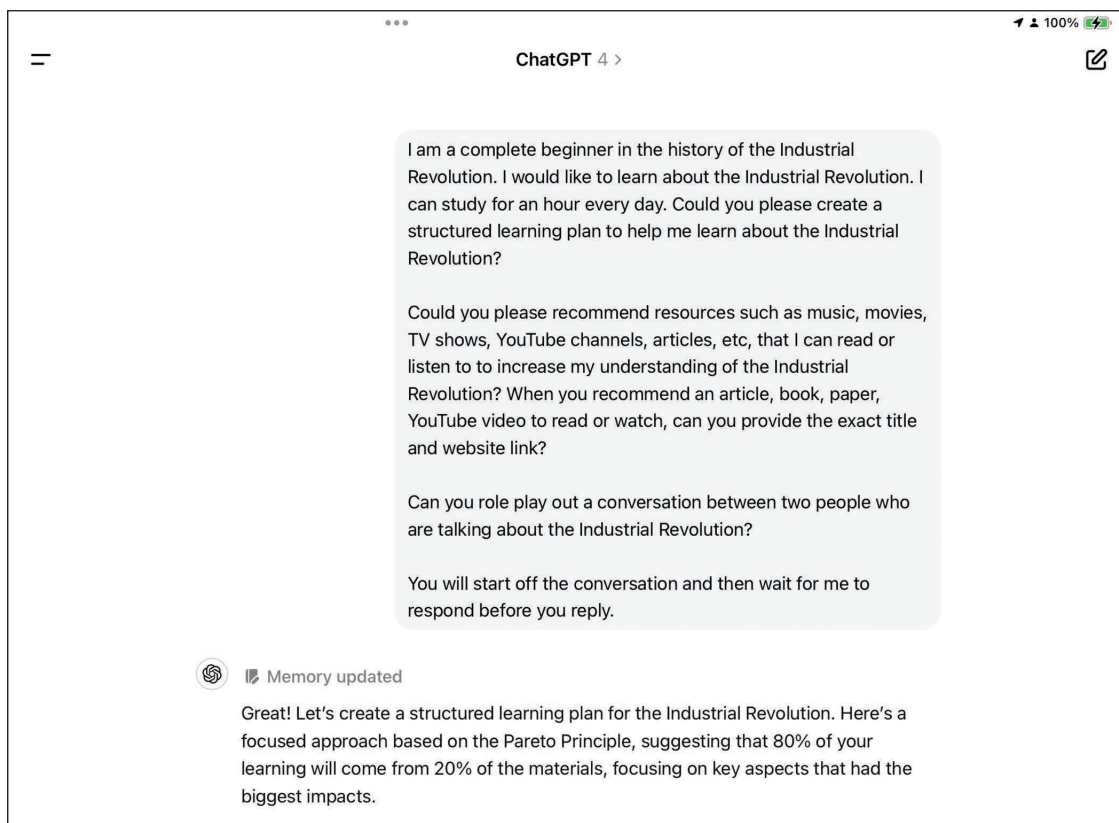 100%
ChatGPT 4 >
I am a complete beginner in the history of the Industrial
Revolution. I would like to learn about the Industrial Revolution. I
can study for an hour every day. Could you please create a
structured learning plan to help me learn about the Industrial
Revolution?
Could you please recommend resources such as music, movies,
TV shows, YouTube channels, articles, etc, that I can read or
listen to to increase my understanding of the Industrial
Revolution? When you recommend an article, book, paper,
YouTube video to read or watch, can you provide the exact title
and website link?
Can you role play out a conversation between two people who
are talking about the Industrial Revolution?
You will start off the conversation and then wait for me to
respond before you reply.
Memory updated
Great! Let's create a structured learning plan for the Industrial Revolution. Here's a
focused approach based on the Pareto Principle, suggesting that 80% of your
learning will come from 20% of the materials, focusing on key aspects that had the
biggest impacts.